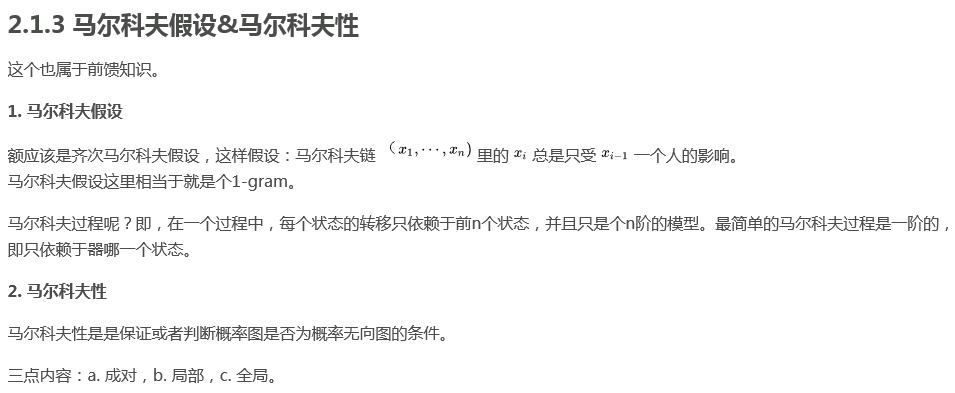 2.1.3 马尔科夫假设&马尔科夫性
这个也属于前馈知识。
1. 马尔科夫假设
额应该是齐次马尔科夫假设，这样假设：马尔科夫链 （x₁,⋯,xₙ) 里的 xᵢ 总是只受 xᵢ₋₁ 一个人的影响。
马尔科夫假设这里相当于就是个1-gram。
马尔科夫过程呢？即，在一个过程中，每个状态的转移只依赖于前n个状态，并且只是个n阶的模型。最简单的马尔科夫过程是一阶的，
即只依赖于器哪一个状态。
2. 马尔科夫性
马尔科夫性是是保证或者判断概率图是否为概率无向图的条件。
三点内容：a. 成对，b. 局部，c. 全局。